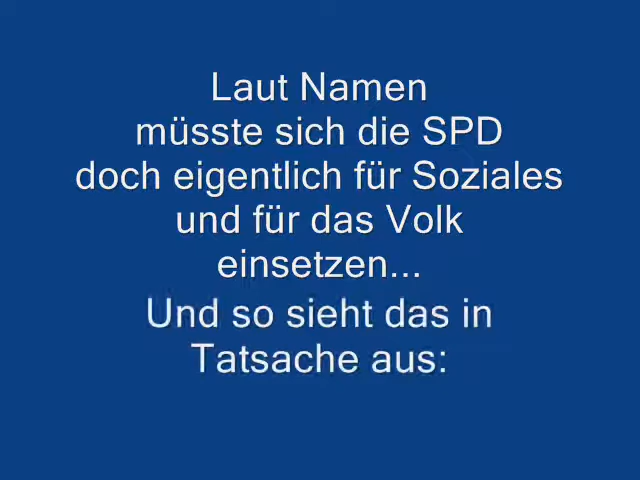 Laut Namen
müsste sich die SPD
doch eigentlich für Soziales
und für das Volk
einsetzen...
Und so sieht das in
Tatsache aus: